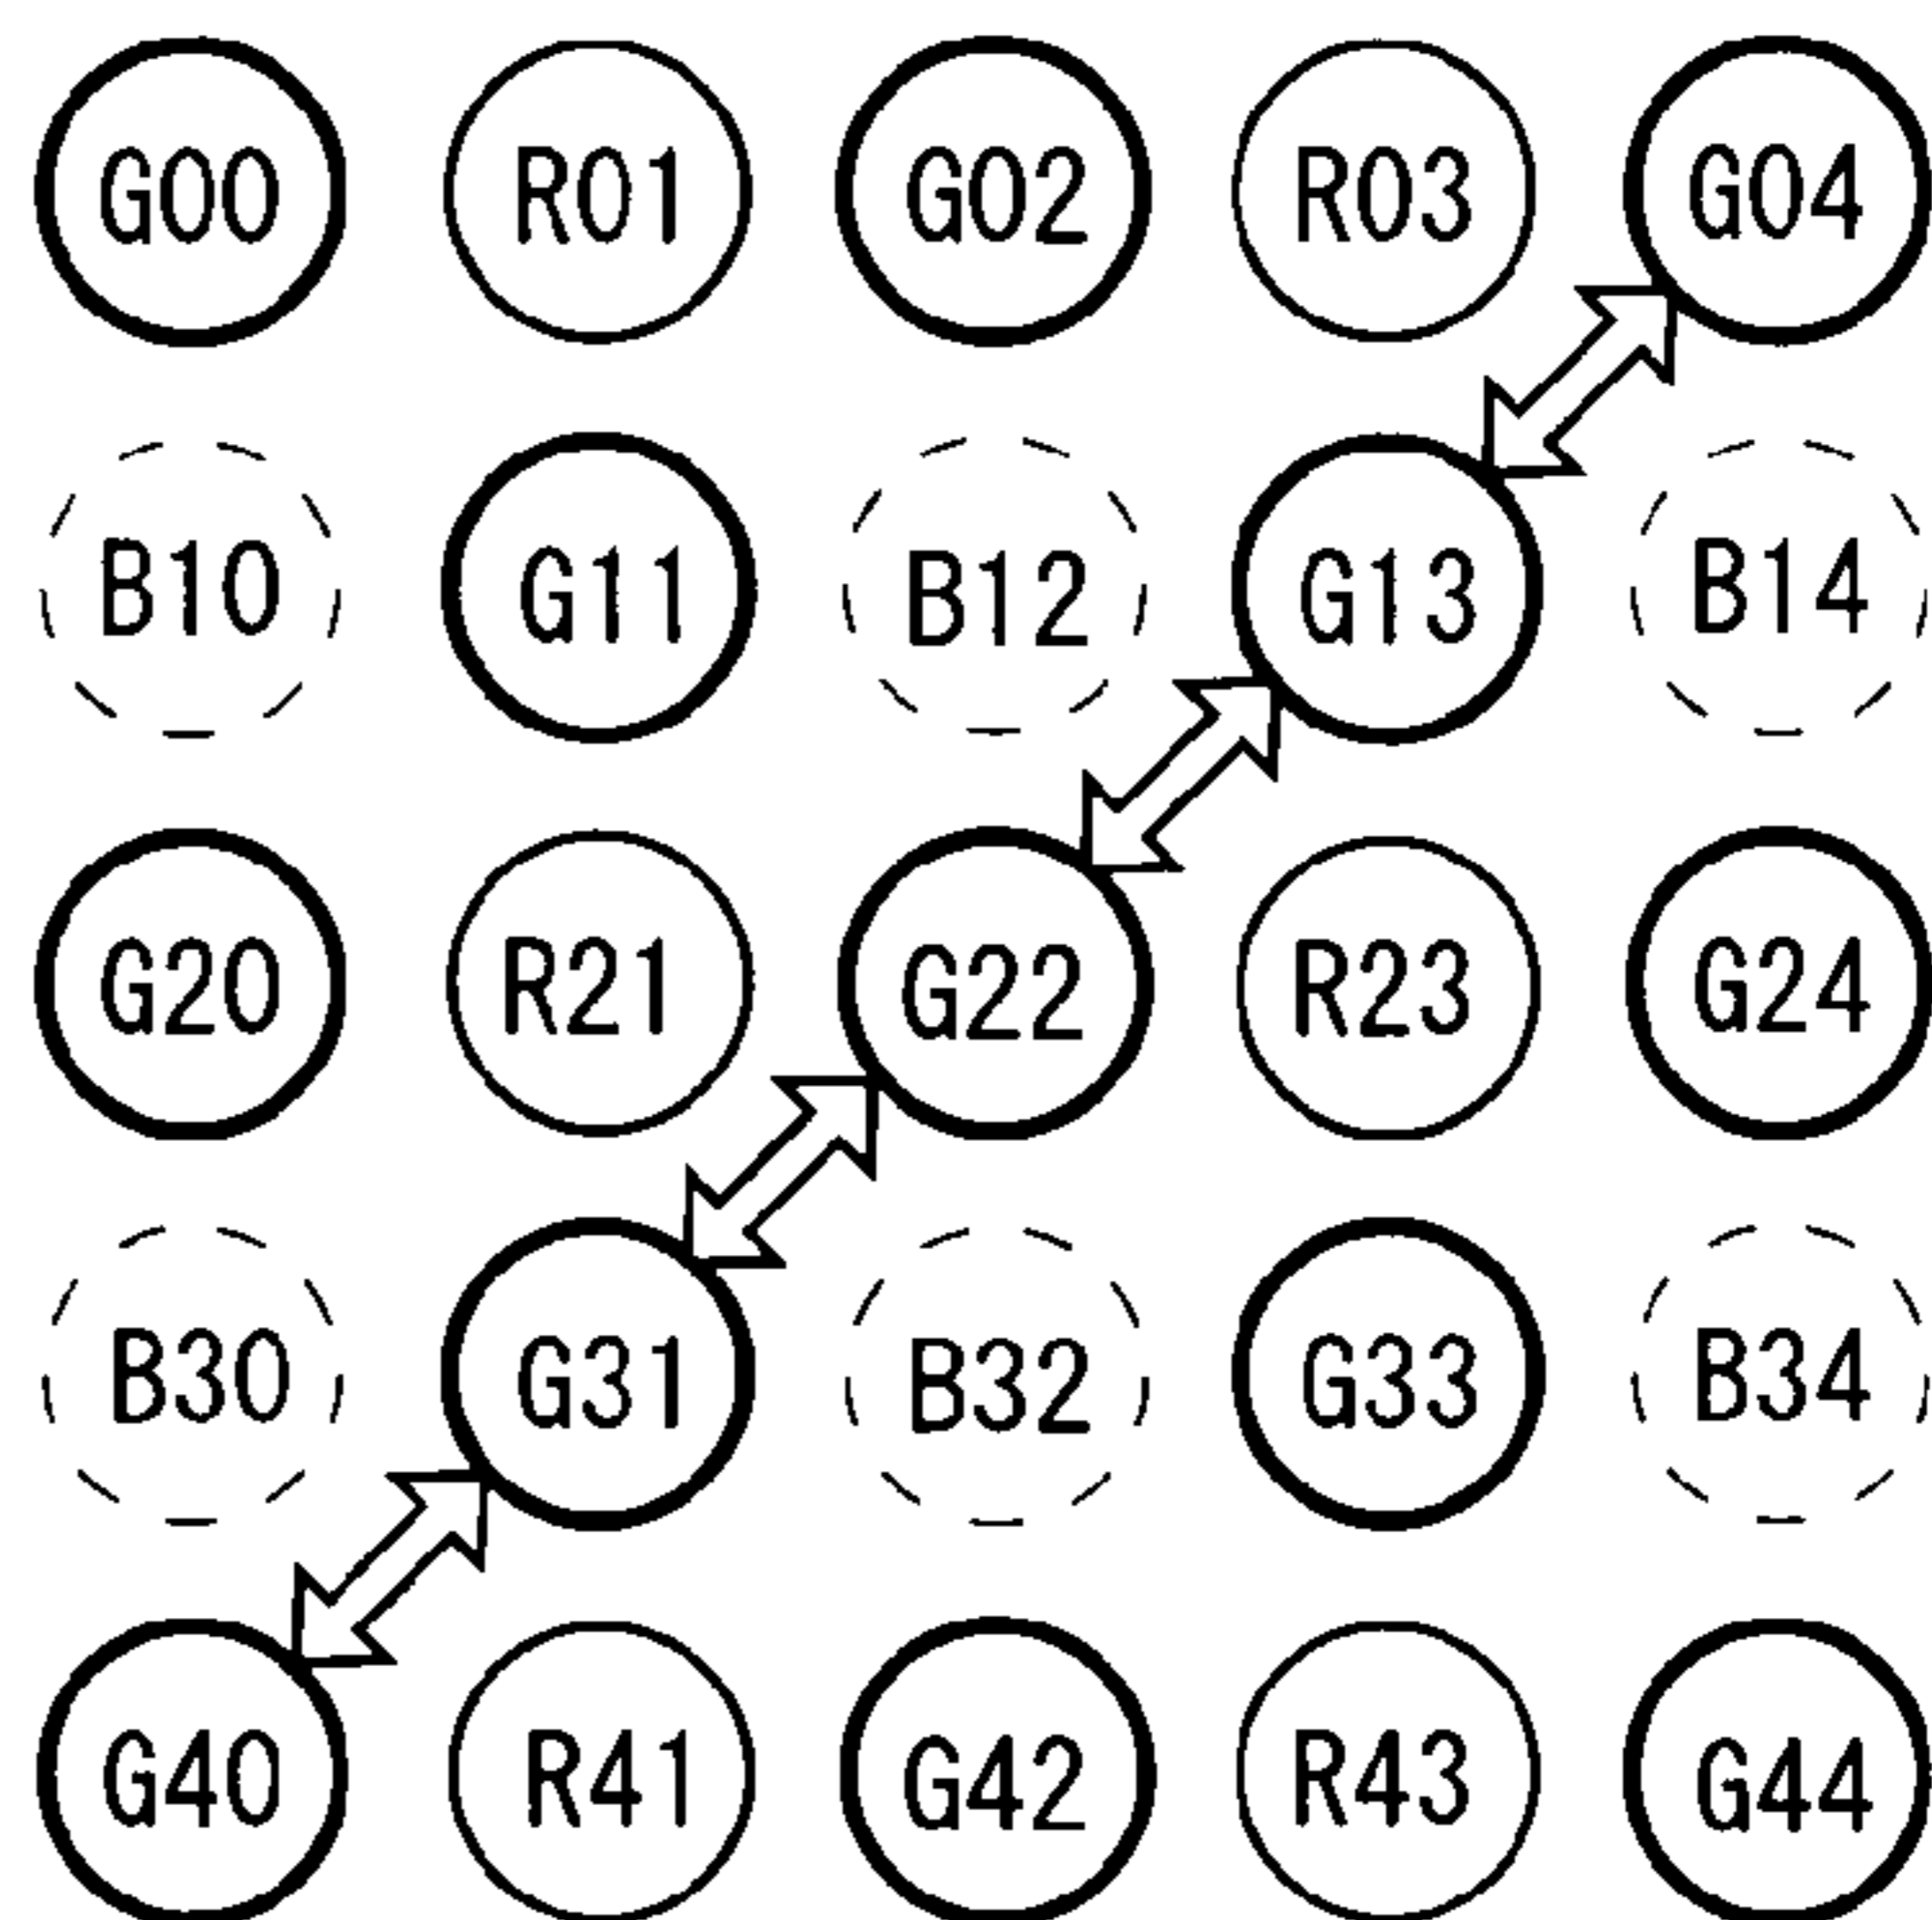 G00 R01 G02 R03 G04
B10 G11 B12 G13 B14
G20 R21 G22 R23 G24
B30 G31 B32 G33 B34
G40 R41 G42 R43 G44